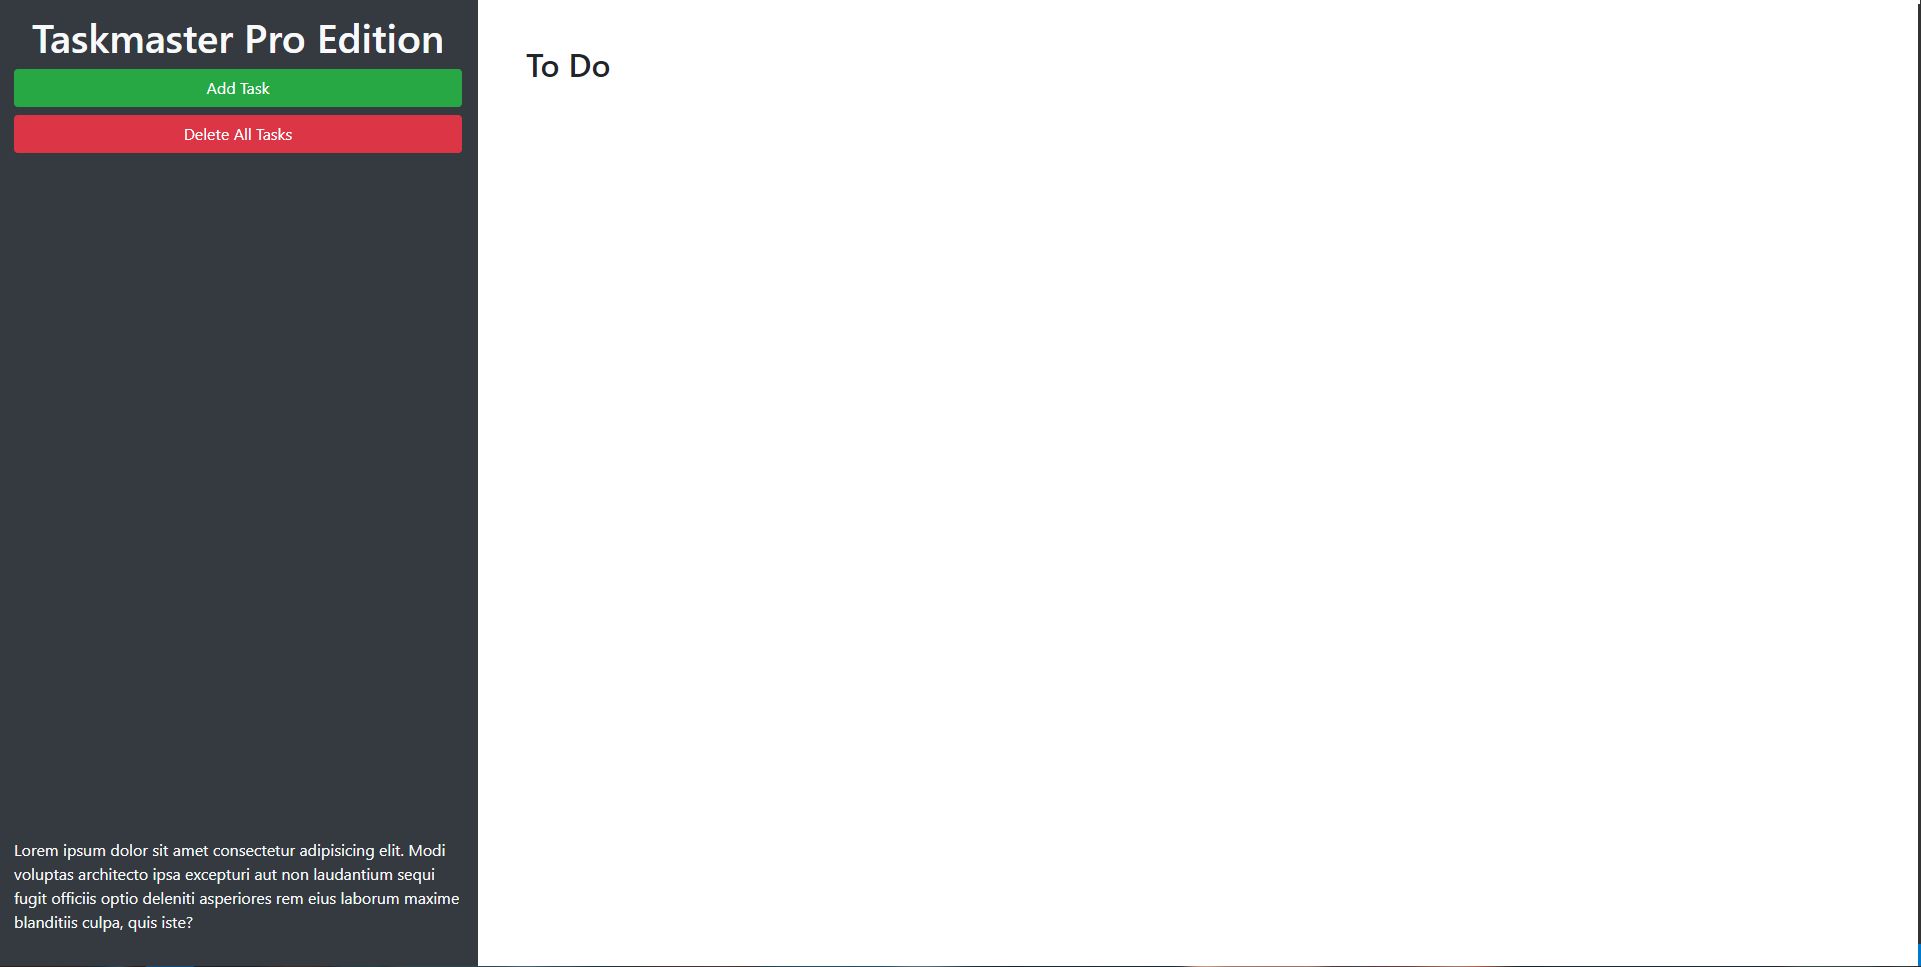 Taskmaster Pro Edition
Add Task
Delete All Tasks
To Do
Lorem ipsum dolor sit amet consectetur adipisicing elit. Modi
voluptas architecto ipsa excepturi aut non laudantium sequi
fugit officiis optio deleniti asperiores rem eius laborum maxime
blanditiis culpa, quis iste?